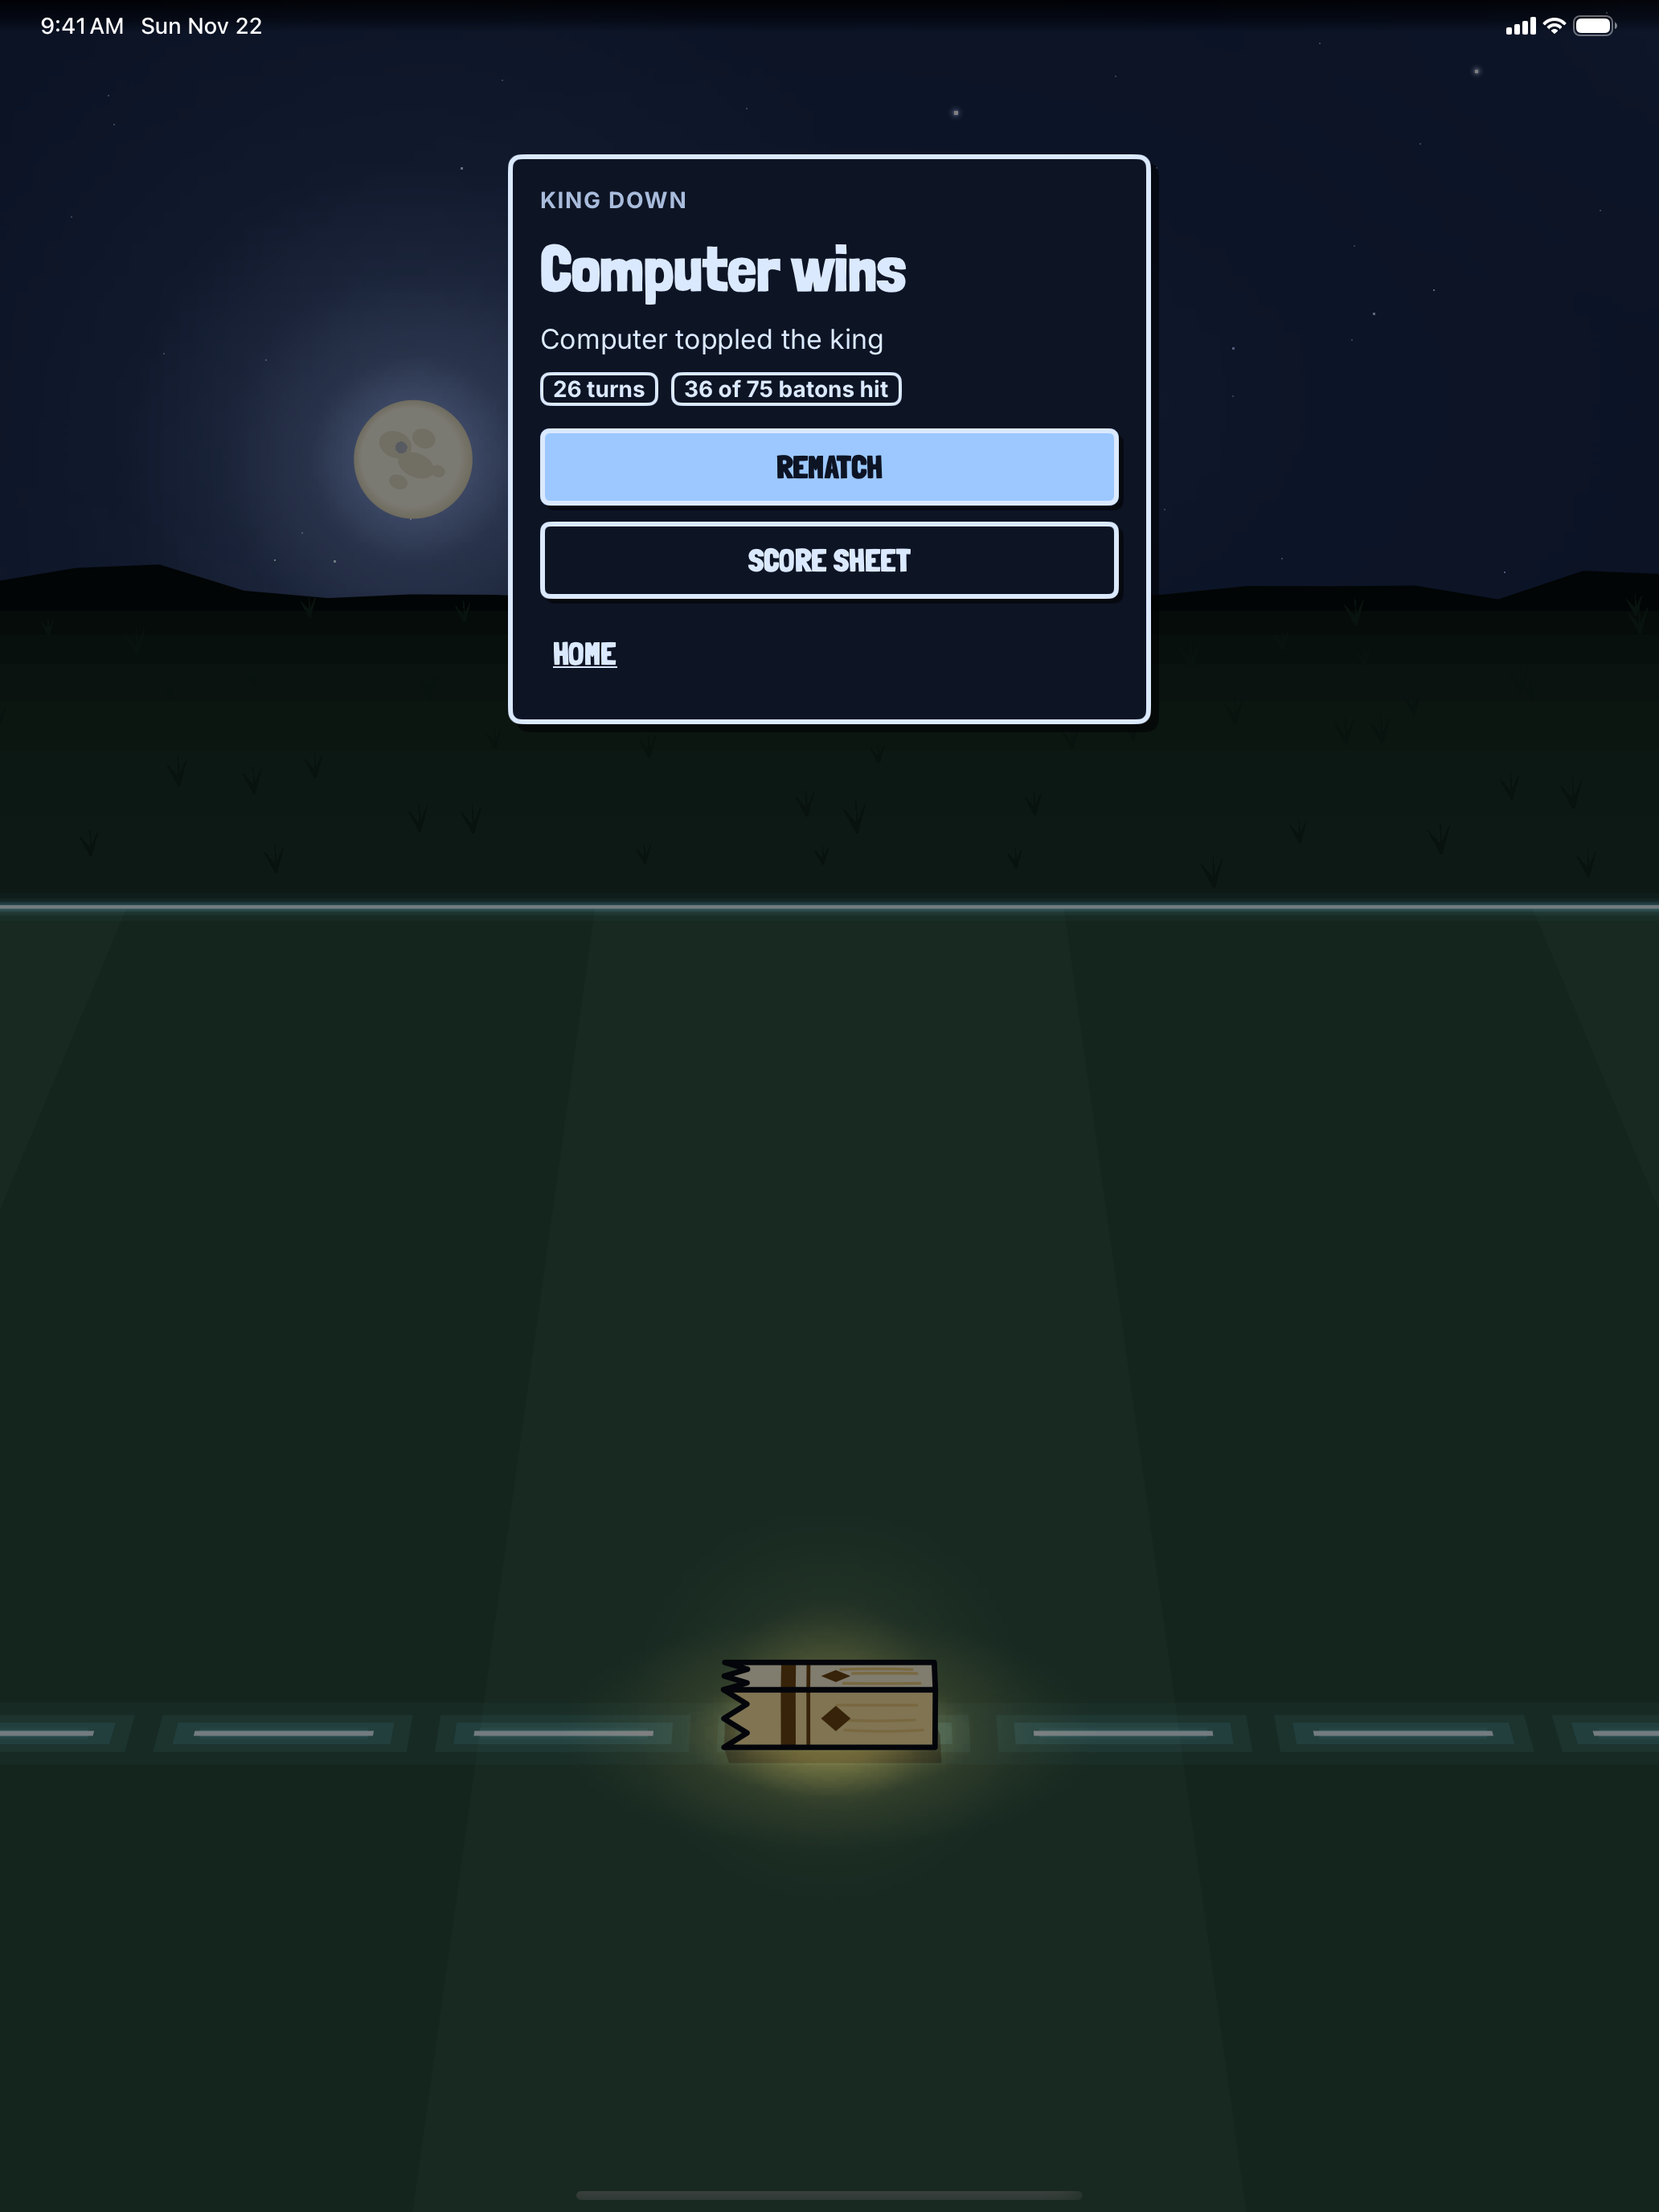 9:41 AM Sun Nov 22
KING DOWN
Computer wins
Computer toppled the king
26 turns 36 of 75 batons hit
REMATCH
SCORE SHEET
HOME